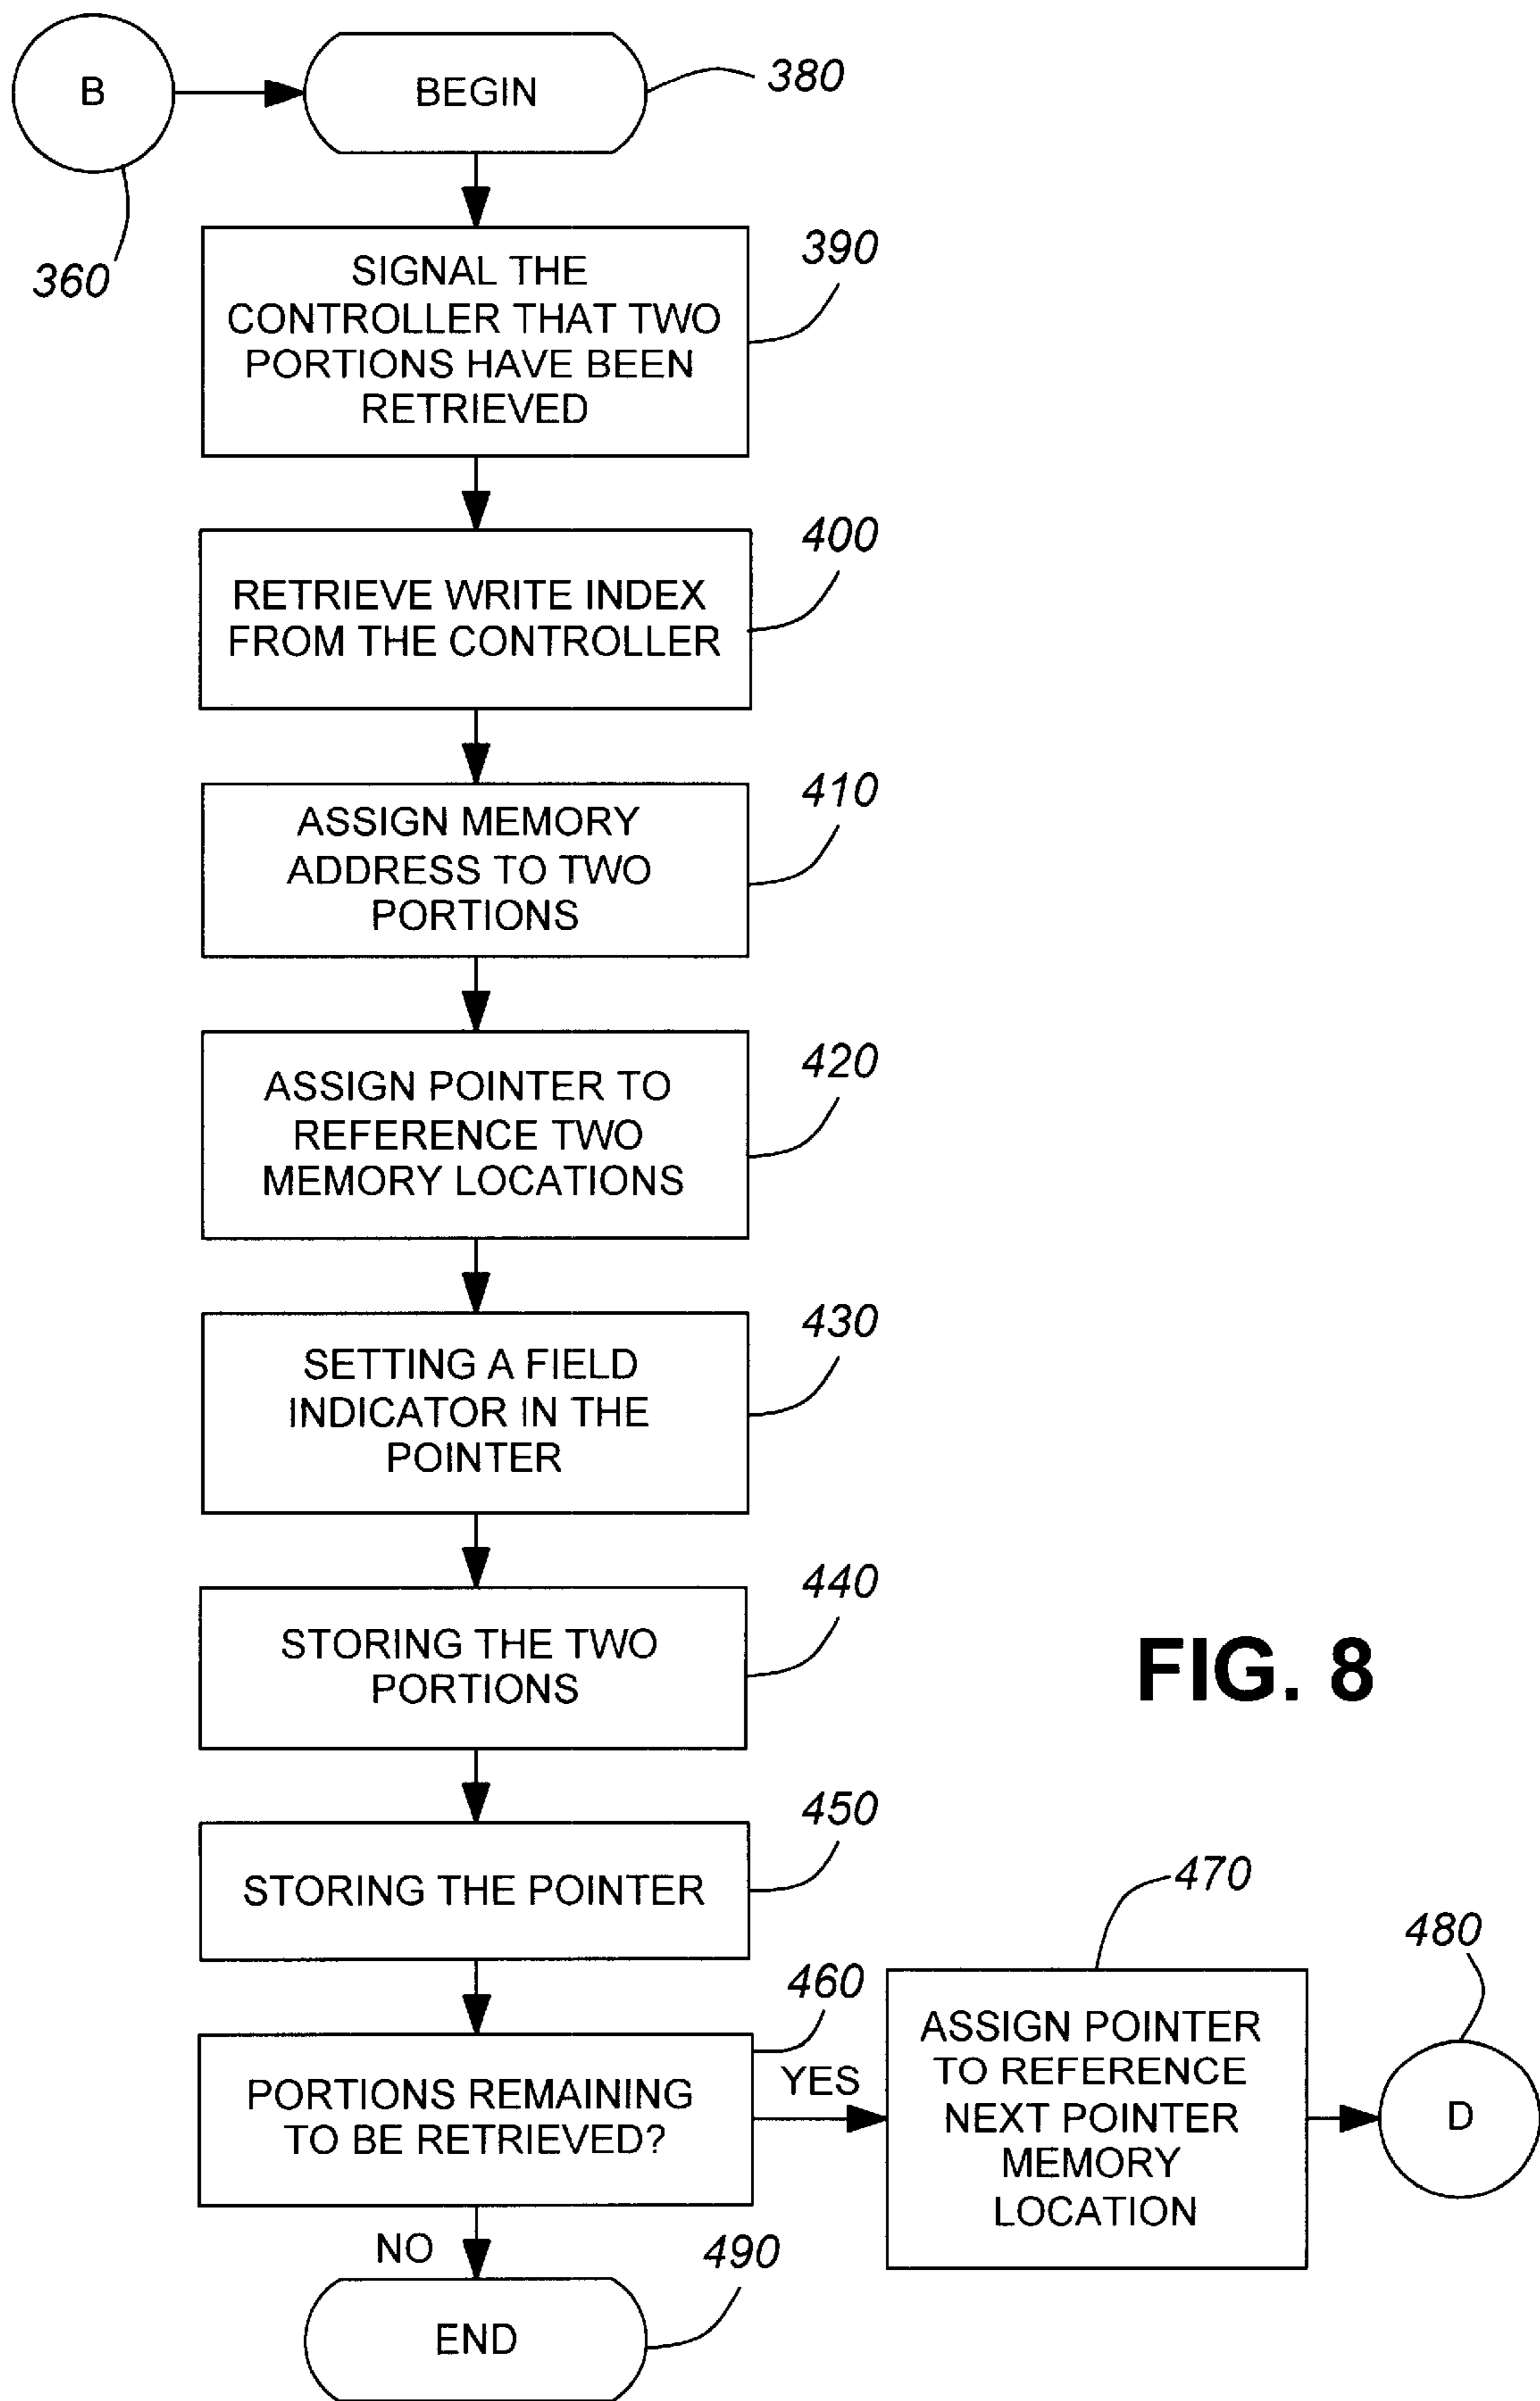 B
BEGIN
380
360
SIGNAL THE
CONTROLLER THAT TWO
PORTIONS HAVE BEEN
RETRIEVED
390
RETRIEVE WRITE INDEX
FROM THE CONTROLLER
400
ASSIGN MEMORY
ADDRESS TO TWO
PORTIONS
410
ASSIGN POINTER TO
REFERENCE TWO
MEMORY LOCATIONS
420
SETTING A FIELD
INDICATOR IN THE
POINTER
430
STORING THE TWO
PORTIONS
440
FIG. 8
STORING THE POINTER
450
PORTIONS REMAINING
TO BE RETRIEVED?
460
YES
ASSIGN POINTER
TO REFERENCE
NEXT POINTER
MEMORY
LOCATION
470
D
480
NO
END
490